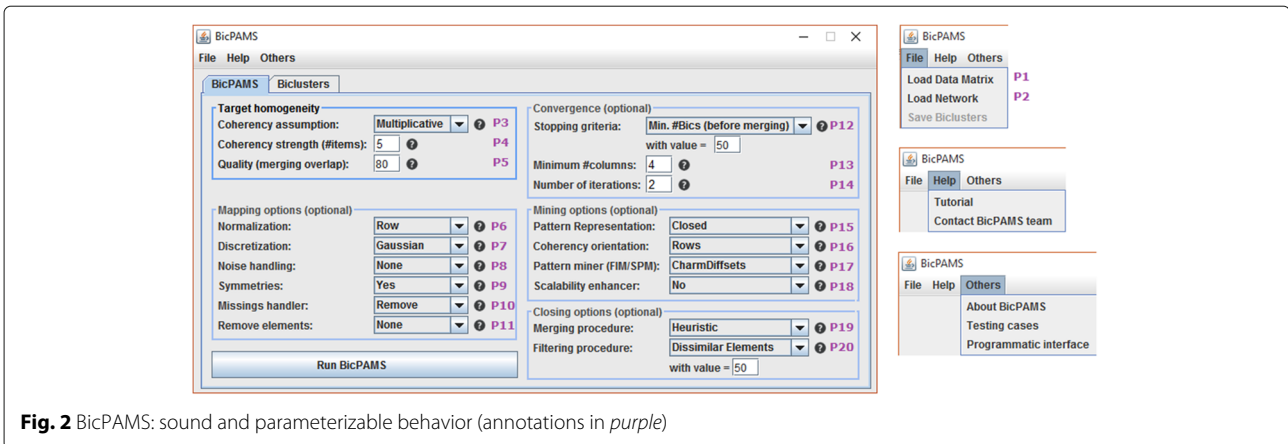 BicPAMS
File Help Others
BicPAMS Biclusters
Target homogeneity
Coherency assumption: Multiplicative P3
Coherency strength (#items): 5 P4
Quality (merging overlap): 80 P5
Mapping options (optional)
Normalization: Row P6
Discretization: Gaussian P7
Noise handling: None P8
Symmetries: Yes P9
Missings handler: Remove P10
Remove elements: None P11
Run BicPAMS
Convergence (optional)
Stopping griteria: Min. #Bics (before merging) P12
with value = 50
Minimum #columns: 4 P13
Number of iterations: 2 P14
Mining options (optional)
Pattern Representation: Closed P15
Coherency orientation: Rows P16
Pattern miner (FIM/SPM): CharmDiffsets P17
Scalability enhancer: No P18
Closing options (optional)
Merging procedure: Heuristic P19
Filtering procedure: Dissimilar Elements P20
with value = 50
BicPAMS
File Help Others
Load Data Matrix P1
Load Network P2
Save Biclusters
BicPAMS
File Help Others
Tutorial
Contact BicPAMS team
BicPAMS
File Help Others
About BicPAMS
Testing cases
Programmatic interface
Fig. 2 BicPAMS: sound and parameterizable behavior (annotations in purple)